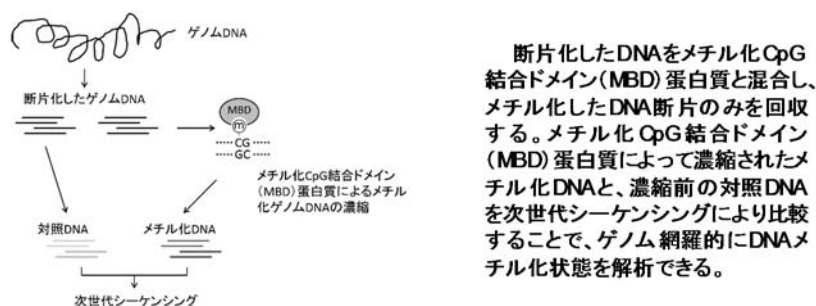 ゲノムDNA
断片化したゲノムDNA
MBD
m
CG
GC
メチル化CpG結合ドメイン
(MBD)蛋白質によるメチル
化ゲノムDNAの濃縮
対照DNA
メチル化DNA
次世代シーケンシング
断片化したDNAをメチル化CpG
結合ドメイン(MBD)蛋白質と混合し、
メチル化したDNA断片のみを回収
する。メチル化CpG結合ドメイン
(MBD)蛋白質によって濃縮されたメ
チル化DNAと、濃縮前の対照DNA
を次世代シーケンシングにより比較
することで、ゲノム網羅的にDNAメ
チル化状態を解析できる。